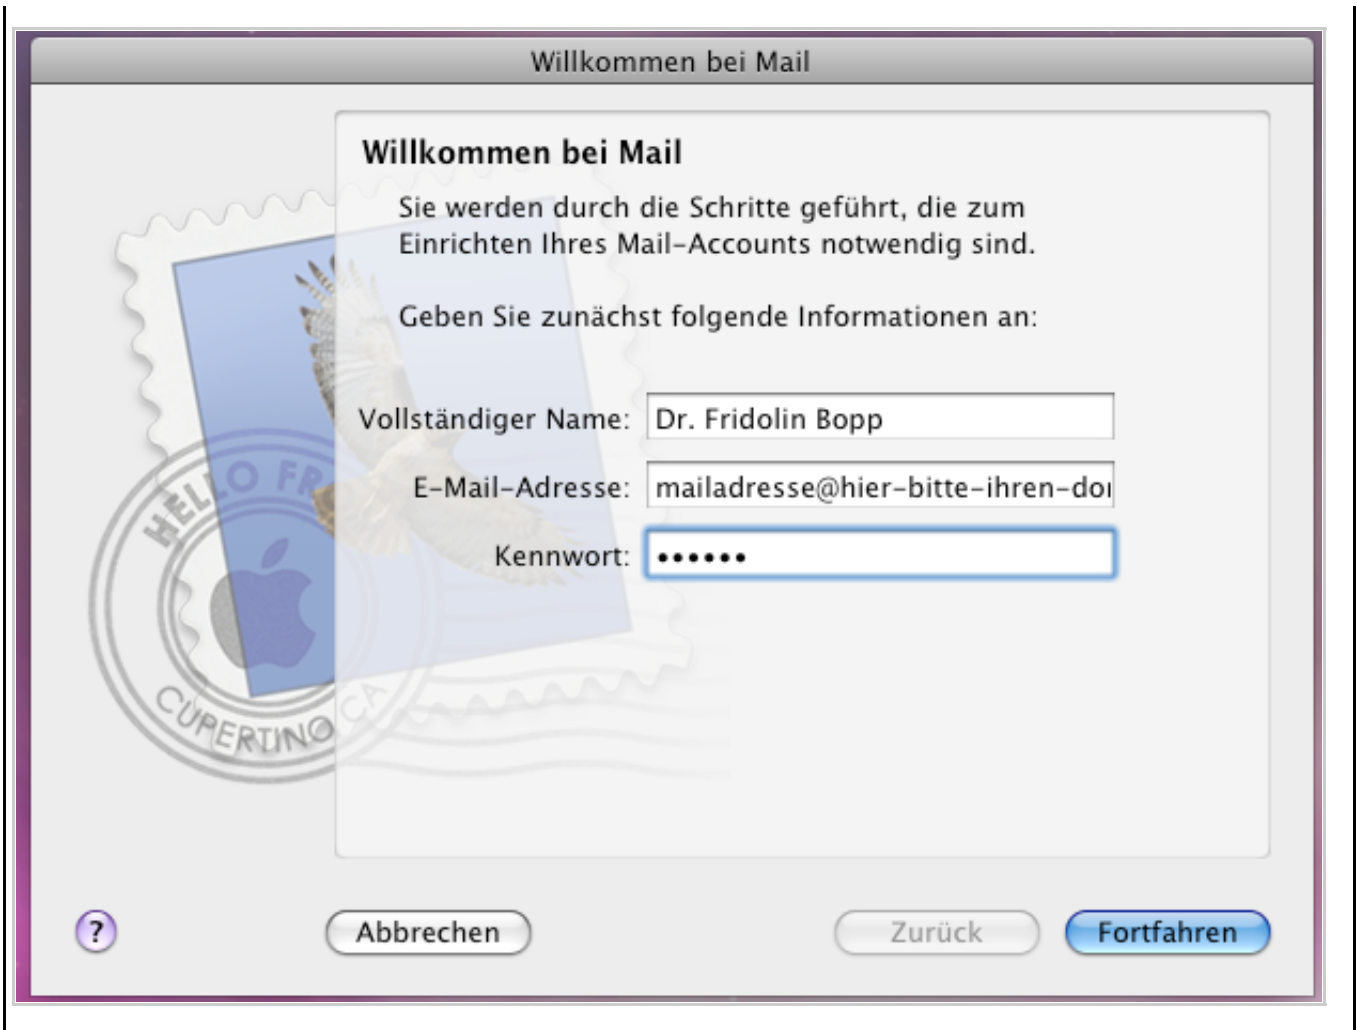 Willkommen bei Mail
Willkommen bei Mail
Sie werden durch die Schritte geführt, die zum
Einrichten Ihres Mail-Accounts notwendig sind.
Geben Sie zunächst folgende Informationen an:
Vollständiger Name: Dr. Fridolin Bopp
E-Mail-Adresse: mailadresse@hier-bitte-ihren-
Kennwort: ••••••
HELLO FR
CUPERTINO CA
? Abbrechen Zurück Fortfahren